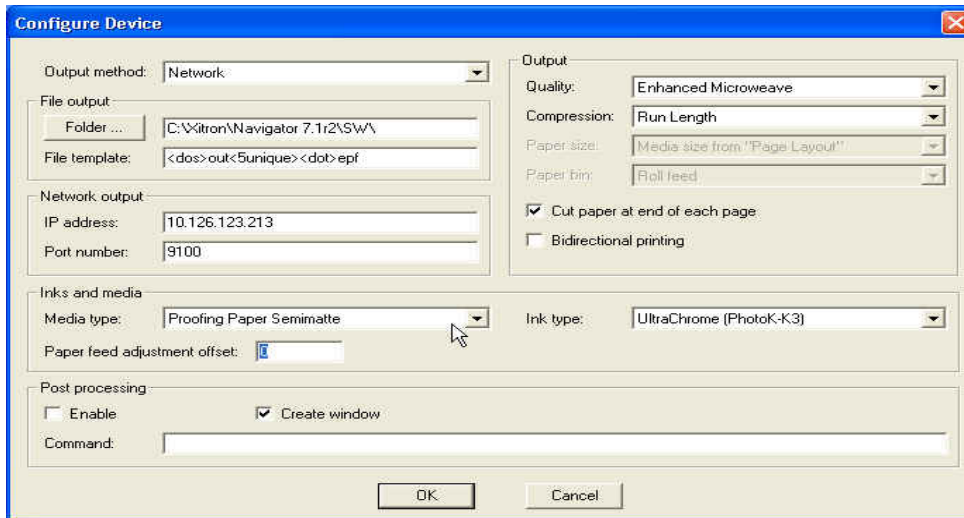 Configure Device
Output method: Network
File output
Folder ... C:\Xitron\Navigator 7.1r2\SW\
File template: <dos>out<5unique><dot>epf
Network output
IP address: 10.126.123.213
Port number: 9100
Output
Quality: Enhanced Microweave
Compression: Run Length
Paper size: Media size from "Page Layout"
Paper bin: Roll feed
Cut paper at end of each page
Bidirectional printing
Inks and media
Media type: Proofing Paper Semimatte
Ink type: UltraChrome (PhotoK-K3)
Paper feed adjustment offset: 0
Post processing
Enable
Create window
Command:
OK
Cancel